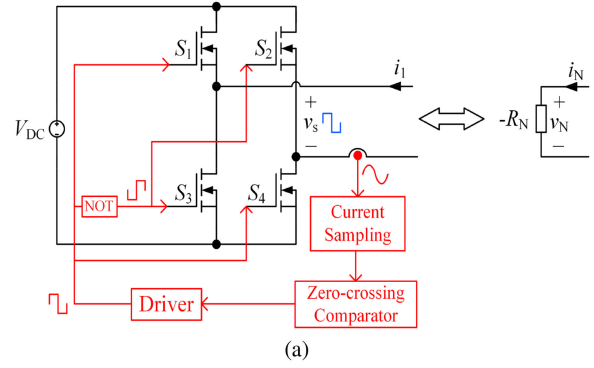 S1
S2
i1
iN
VDC
+
vs
−
-RN
+
vN
−
S3
S4
NOT
Current
Sampling
Driver
Zero-crossing
Comparator
(a)